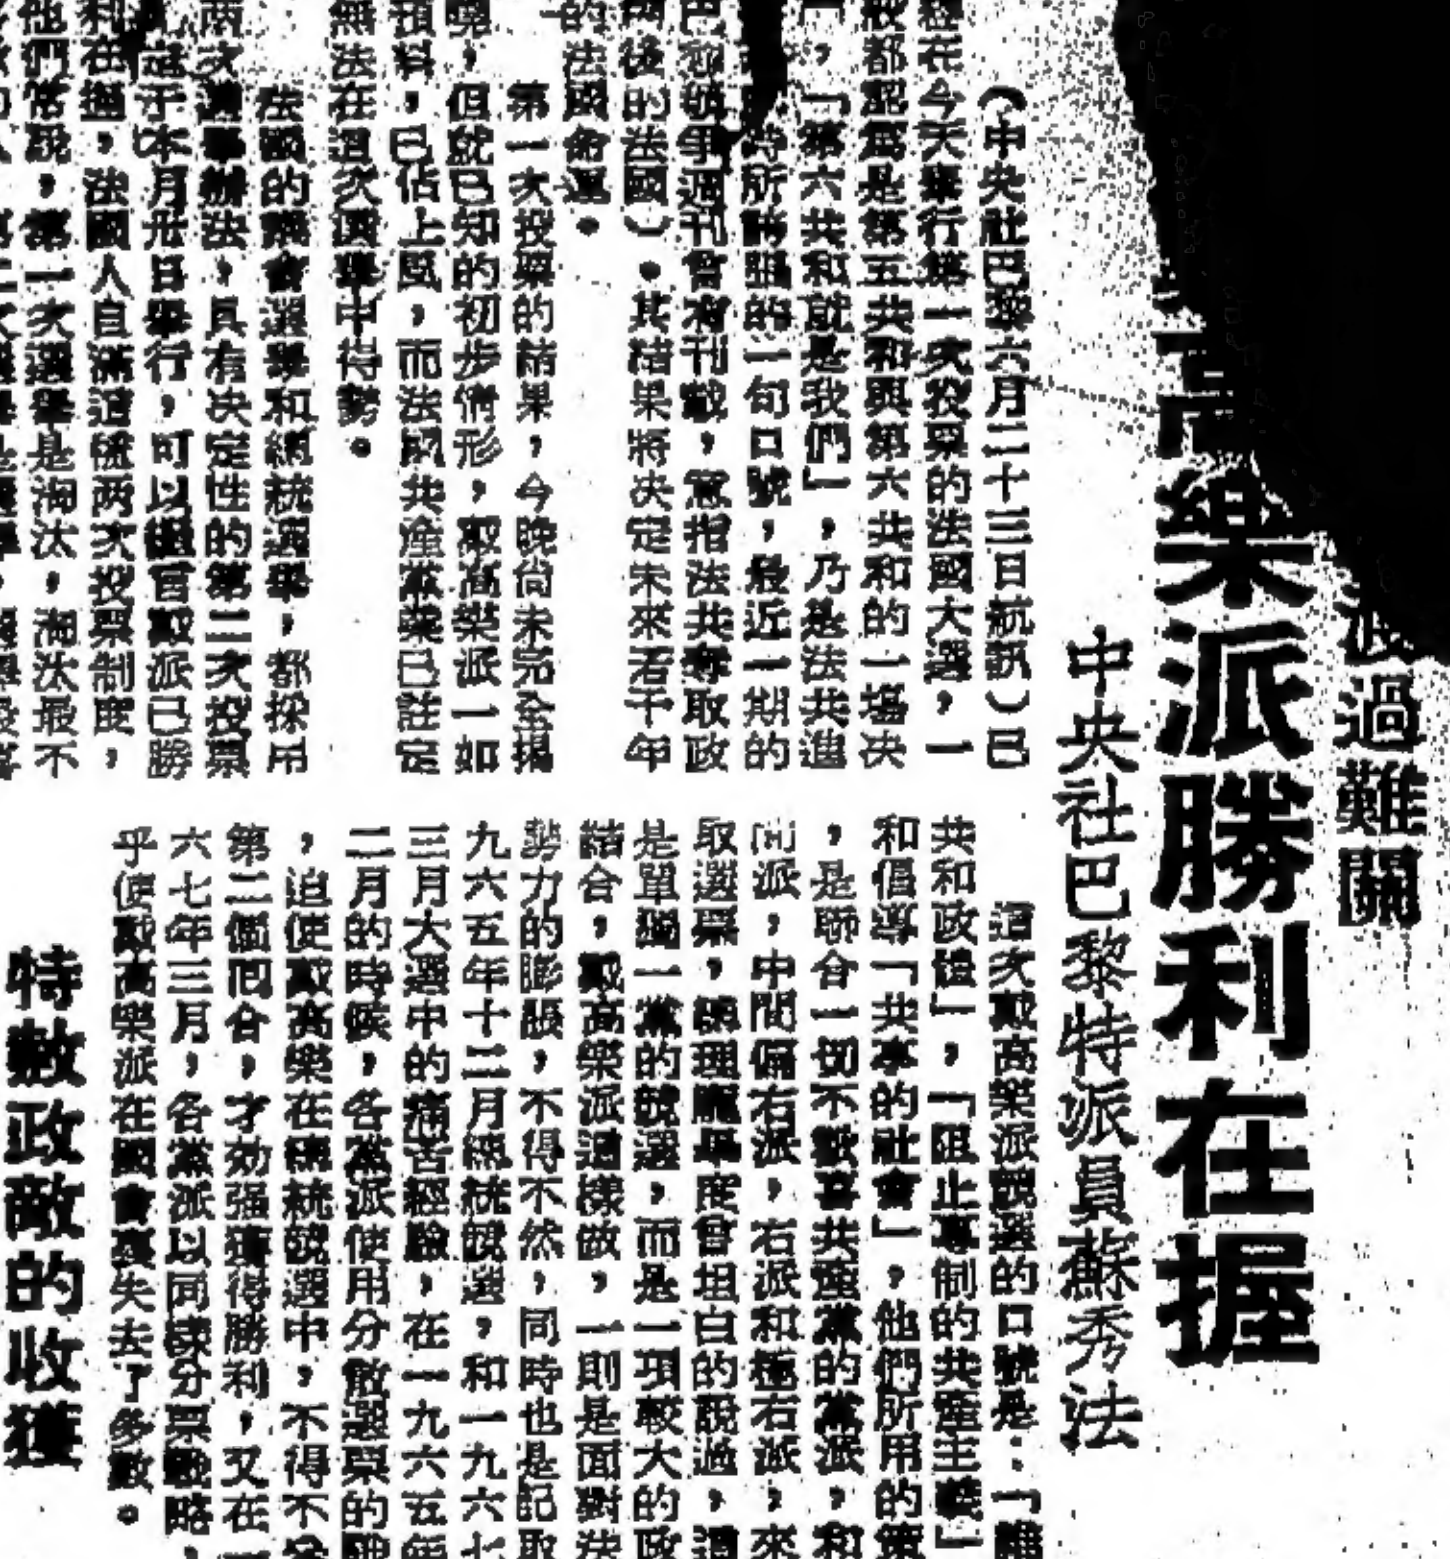 渡過難關
高樂派勝利在握
中央社巴黎特派員蘇秀法
(中央社巴黎六月二十三日航訊)已
在今天舉行第一次投票的法國大選,一
般都認為是第五共和與第六共和的一場決
「第六共和就是我們」,乃是法共進
時所誇張的一句口號,最近一期的
巴黎鬪爭週刊會有刊載,意指法共奪取政
後的法國)。其結果將決定未來若干年
的法國命運。
第一次投票的結果,今晚尚未完全揭
曉,但就已知的初步情形,戴高樂派一如
預料,已佔上風,而法國共產黨業已註定
無法在這次選舉中得勢。
法國的國會選舉和總統選舉,都採用
兩次選舉辦法,具有決定性的第二次投票
定于本月卅日舉行,可以想官戴派已勝
利在望,法國人自滿這種兩次投票制度,
他們常說,第一次選舉是淘汰,淘汰最不
這次戴高樂派競選的口號是:「維
共和政體」,「阻止專制的共產主義」
和倡導「共享的社會」,他們所用的策
,是聯合一切不歡喜共產黨的黨派,和
間派,中間偏右派,右派和極右派,來
取選票,總理龐畢度曾坦白的說過,這
是單獨一黨的競選,而是一項較大的政
結合,戴高樂派這樣做,一則是面對法
勢力的膨脹,不得不然,同時也是記取
九六五年十二月總統競選,和一九六七
三月大選中的痛苦經驗,在一九六五年
二月的時候,各黨派使用分散選票的戰
,迫使戴高樂在總統競選中,不得不
第二個回合,才効强獲得勝利,又在一
六七年三月,各黨派以同樣分票戰略,
乎使戴高樂派在國會喪失去了多數。
特數政敵的收獲